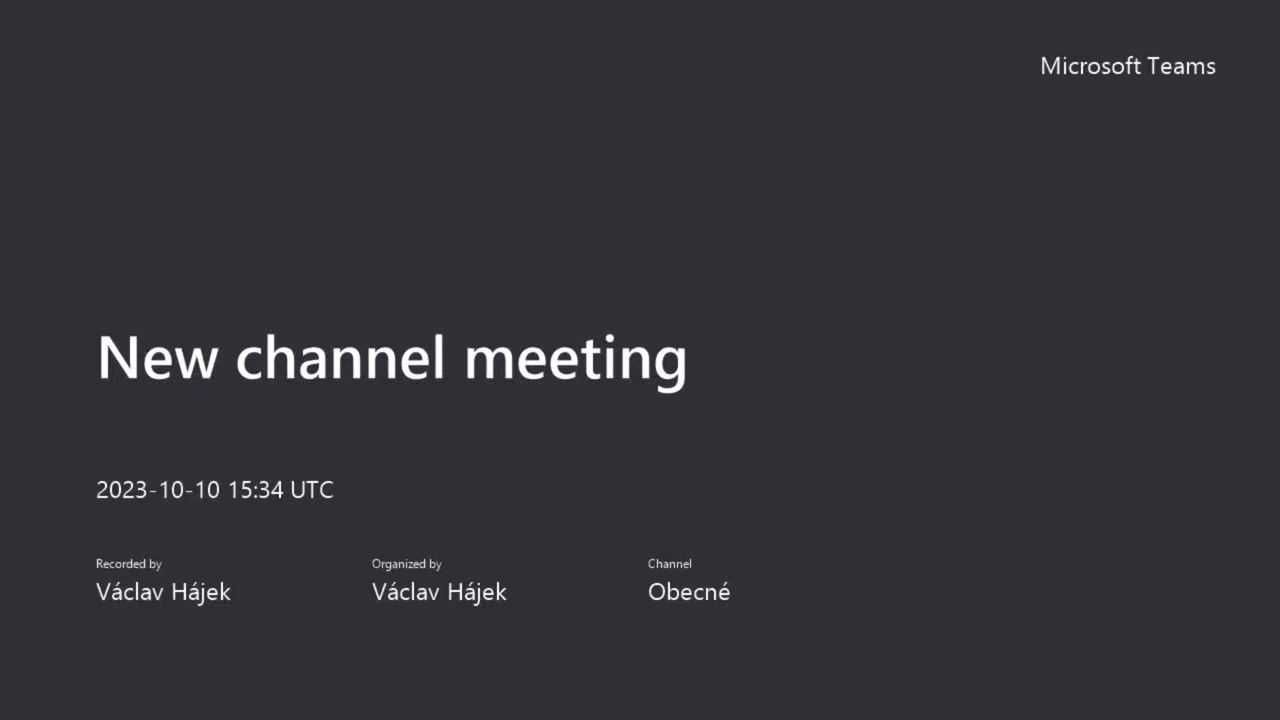 Microsoft Teams
New channel meeting
2023-10-10 15:34 UTC
Recorded by
Václav Hájek
Organized by
Václav Hájek
Channel
Obecné